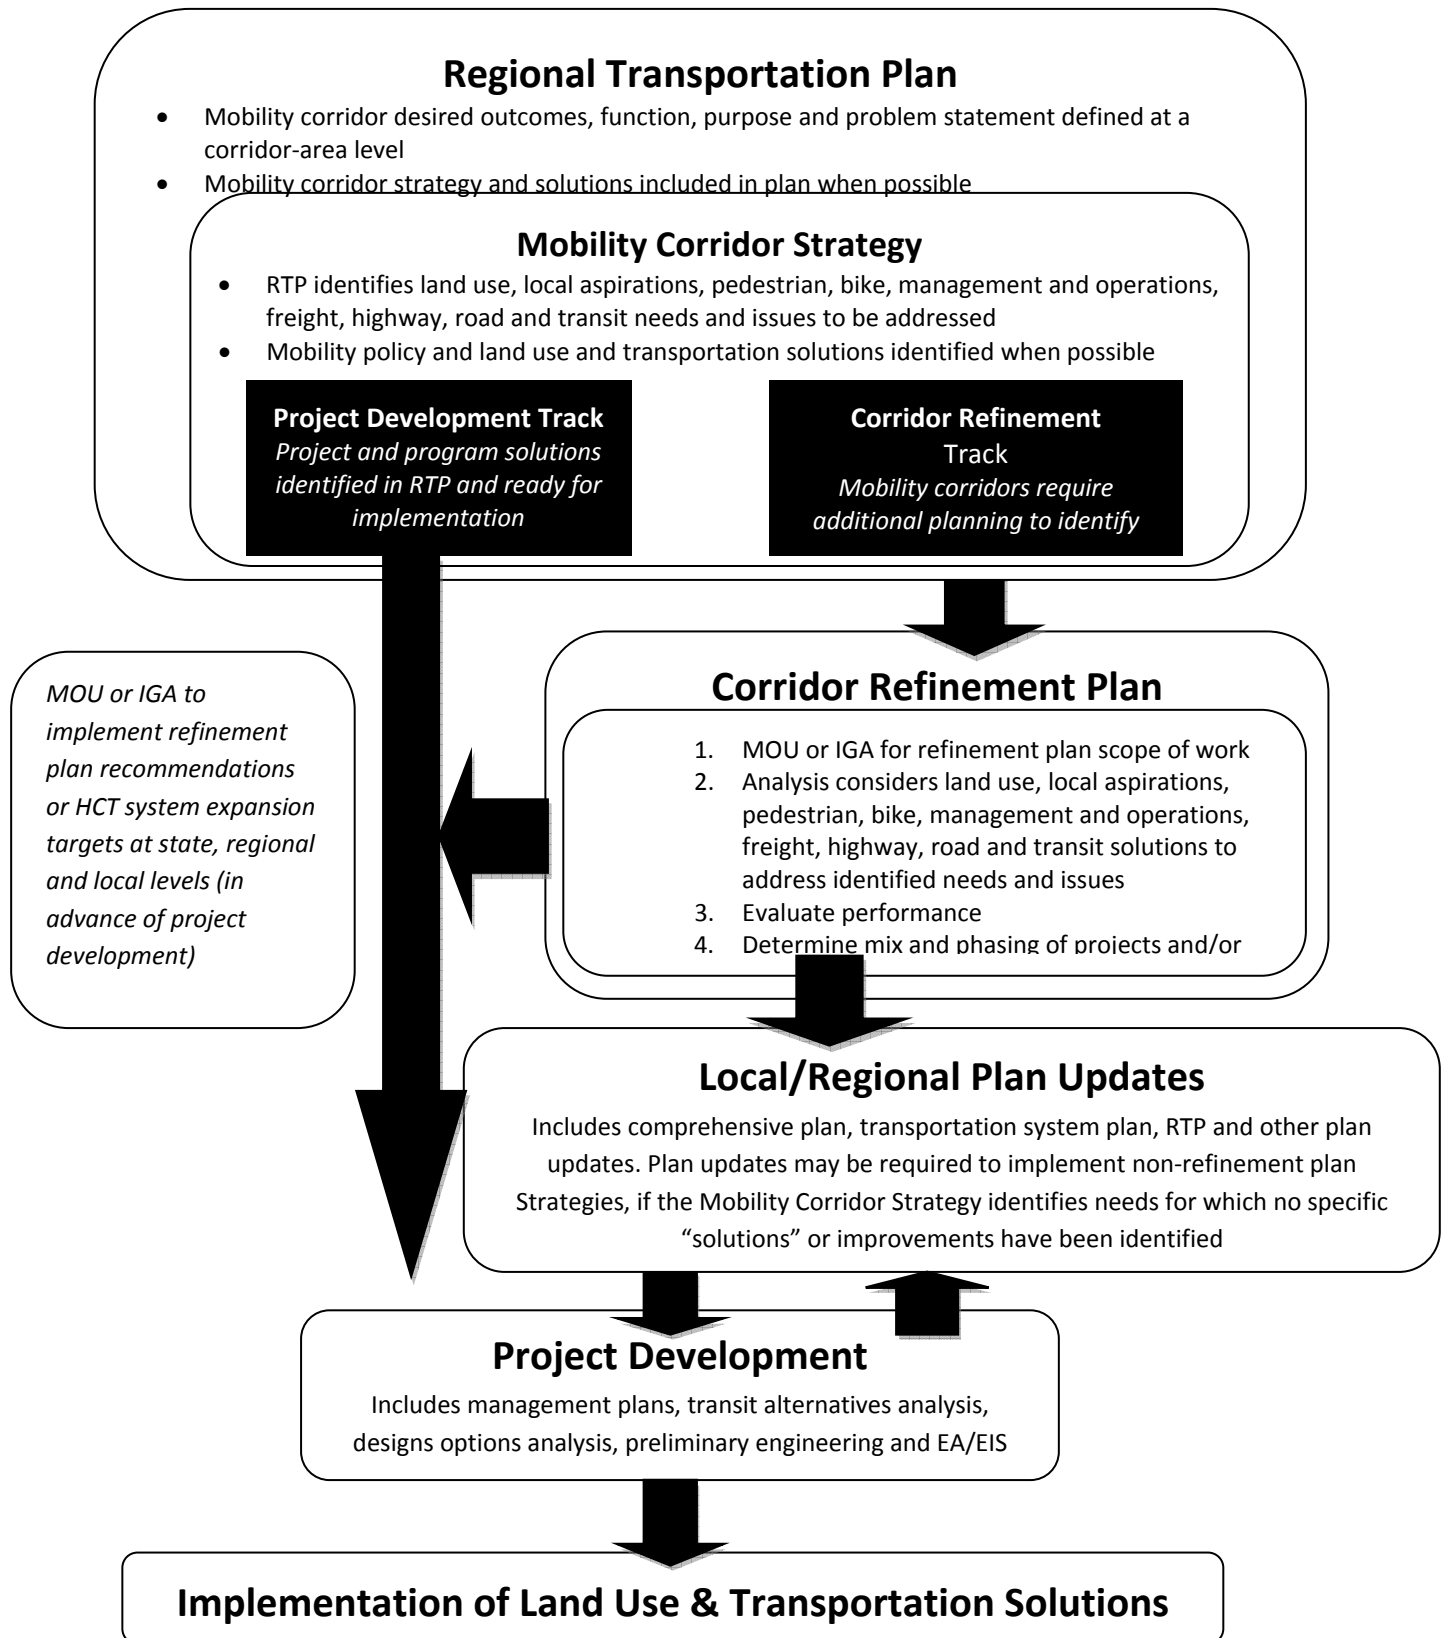 Regional Transportation Plan
• Mobility corridor desired outcomes, function, purpose and problem statement defined at a
corridor-area level
• Mobility corridor strategy and solutions included in plan when possible
Mobility Corridor Strategy
• RTP identifies land use, local aspirations, pedestrian, bike, management and operations,
freight, highway, road and transit needs and issues to be addressed
• Mobility policy and land use and transportation solutions identified when possible
Project Development Track
Project and program solutions
identified in RTP and ready for
implementation
Corridor Refinement
Track
Mobility corridors require
additional planning to identify
MOU or IGA to
implement refinement
plan recommendations
or HCT system expansion
targets at state, regional
and local levels (in
advance of project
development)
Corridor Refinement Plan
1. MOU or IGA for refinement plan scope of work
2. Analysis considers land use, local aspirations,
pedestrian, bike, management and operations,
freight, highway, road and transit solutions to
address identified needs and issues
3. Evaluate performance
4. Determine mix and phasing of projects and/or
Local/Regional Plan Updates
Includes comprehensive plan, transportation system plan, RTP and other plan
updates. Plan updates may be required to implement non-refinement plan
Strategies, if the Mobility Corridor Strategy identifies needs for which no specific
“solutions” or improvements have been identified
Project Development
Includes management plans, transit alternatives analysis,
designs options analysis, preliminary engineering and EA/EIS
Implementation of Land Use & Transportation Solutions